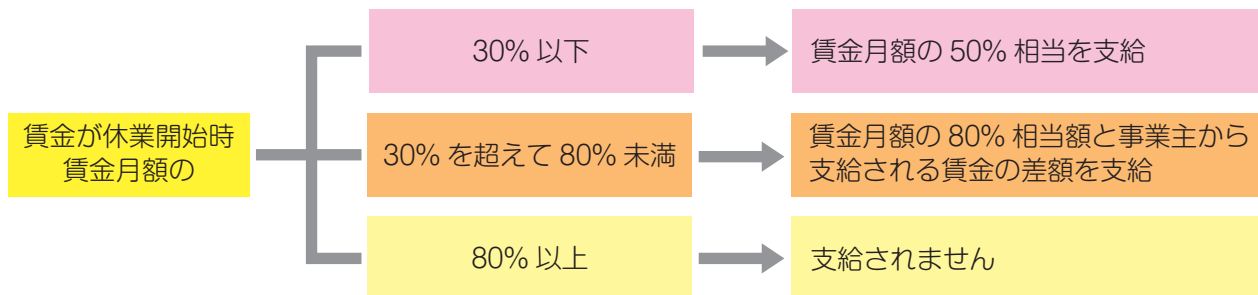 賃金が休業開始時
賃金月額の
30% 以下
賃金月額の 50% 相当を支給
30% を超えて 80% 未満
賃金月額の 80% 相当額と事業主から
支給される賃金の差額を支給
80% 以上
支給されません